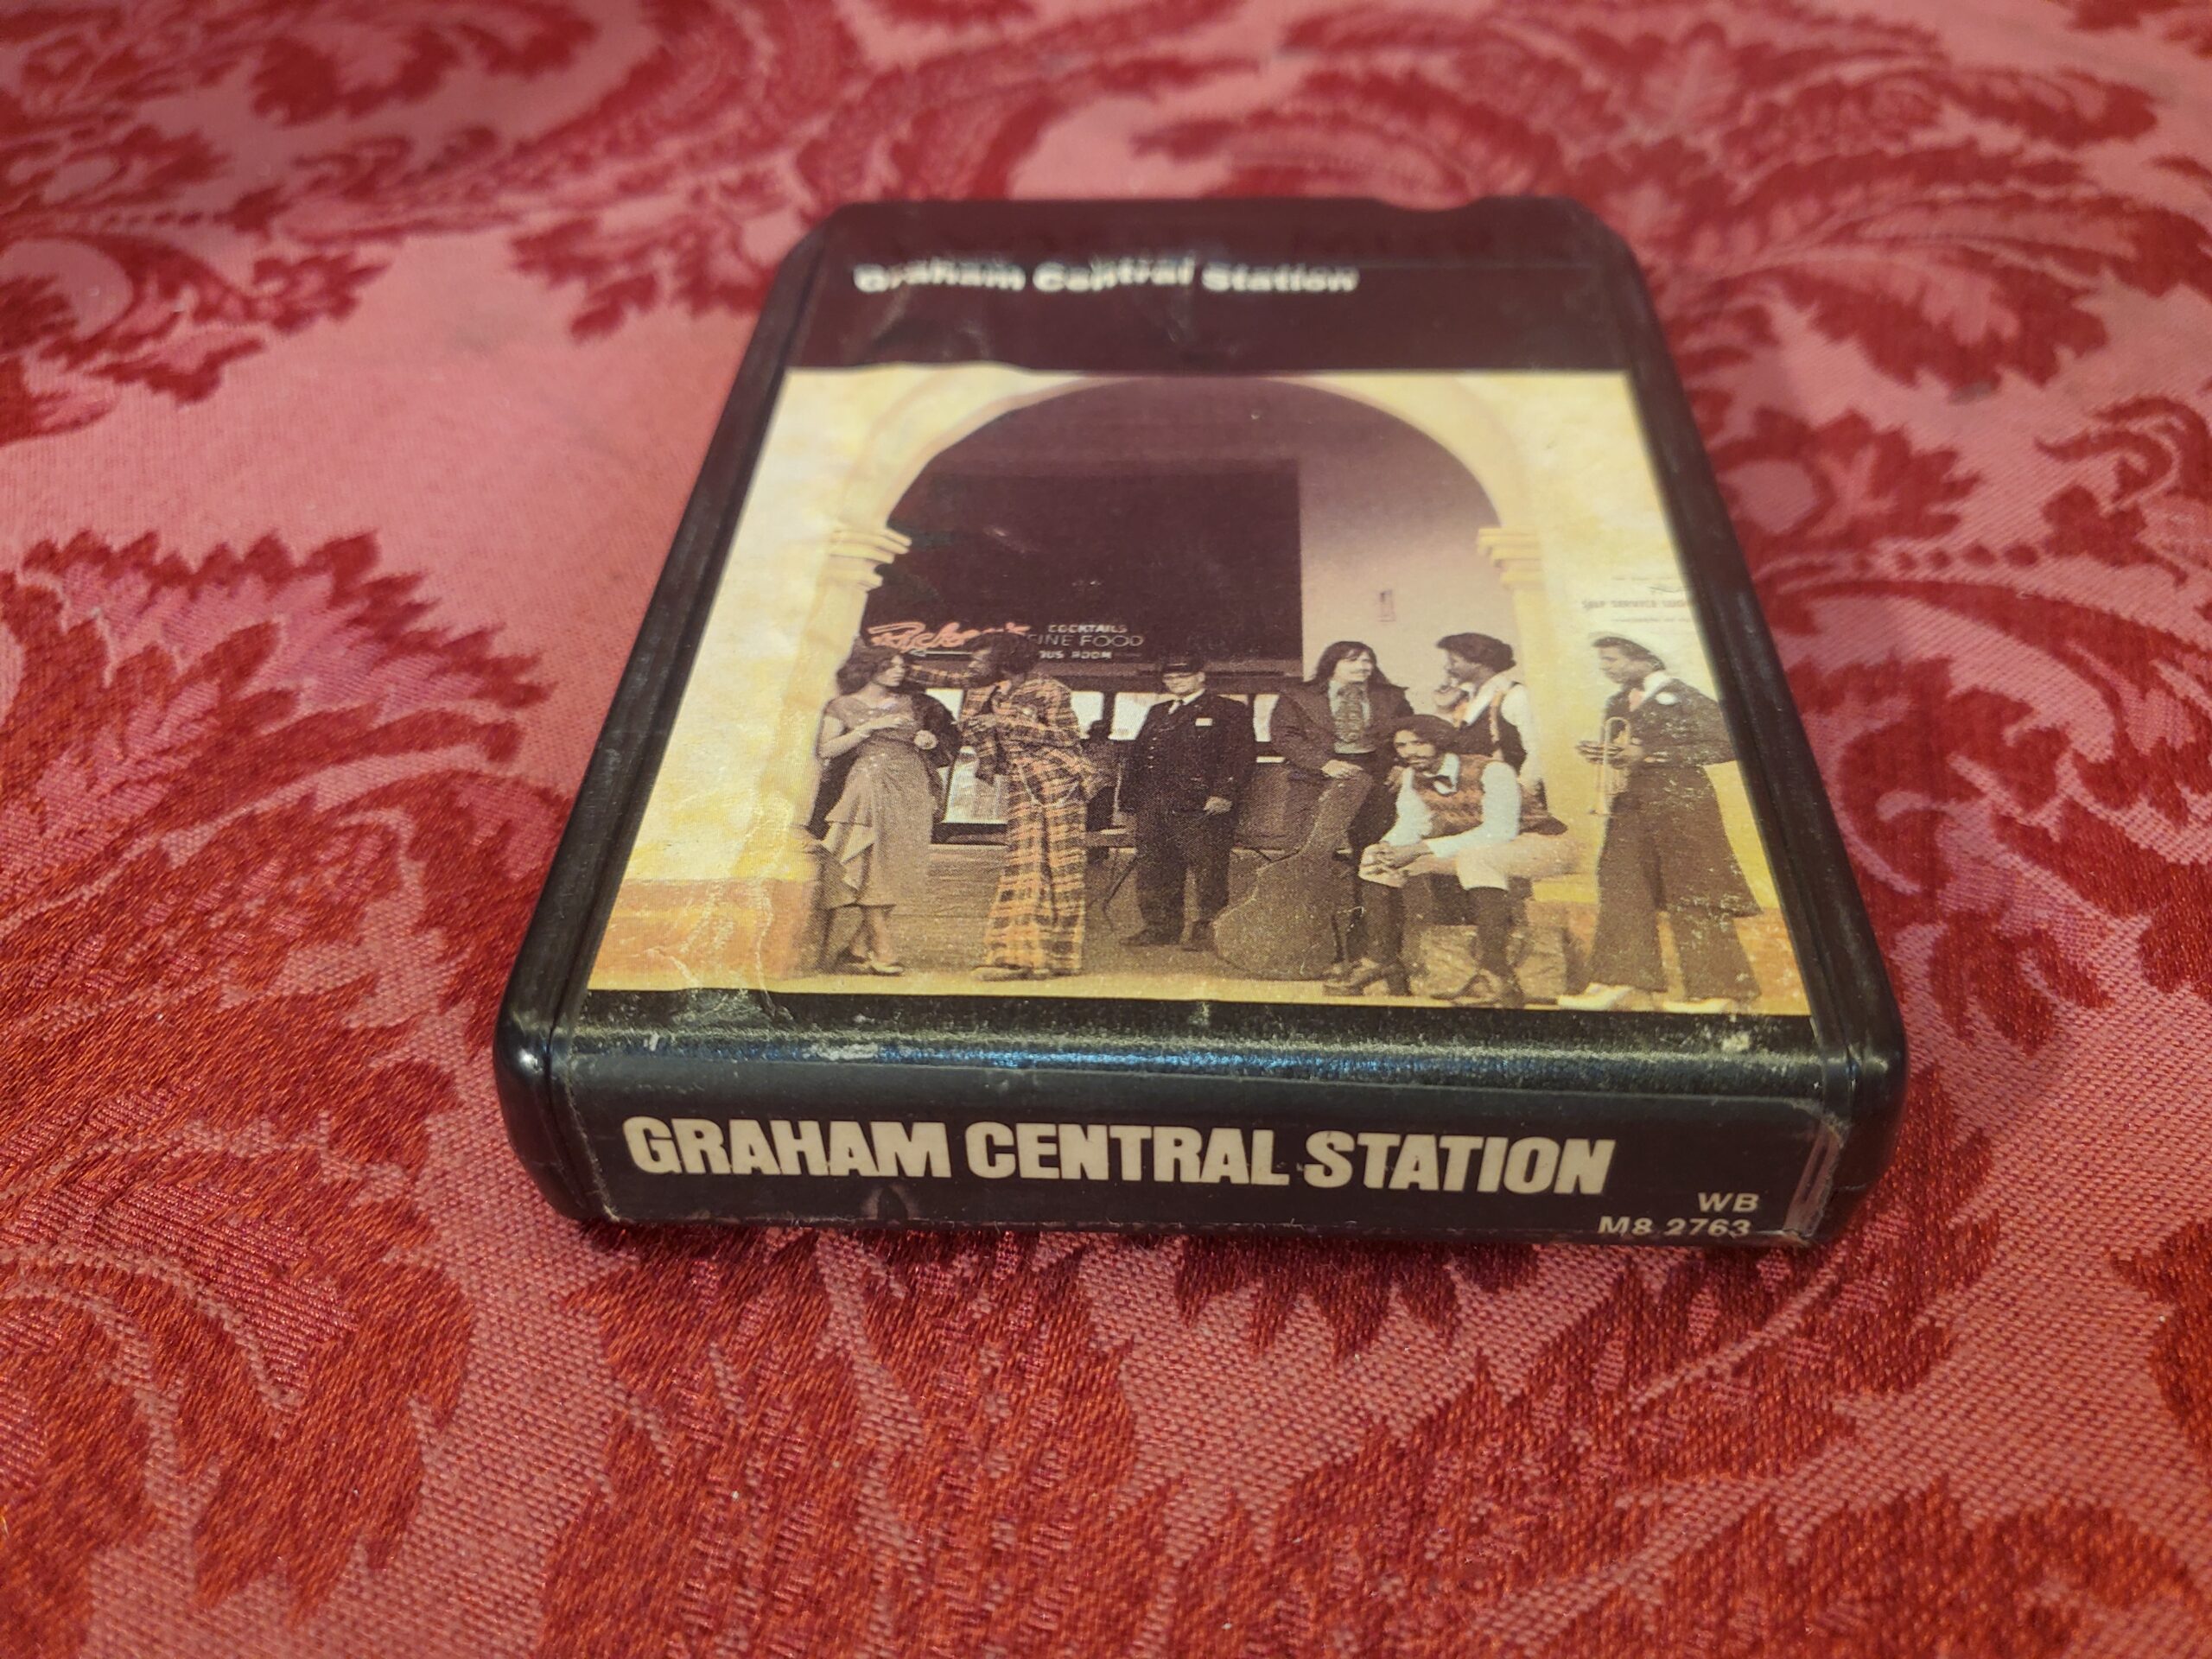 Graham Central Station
COCKTAILS
FINE FOOD
GRAHAM CENTRAL STATION
WB
M8 2763